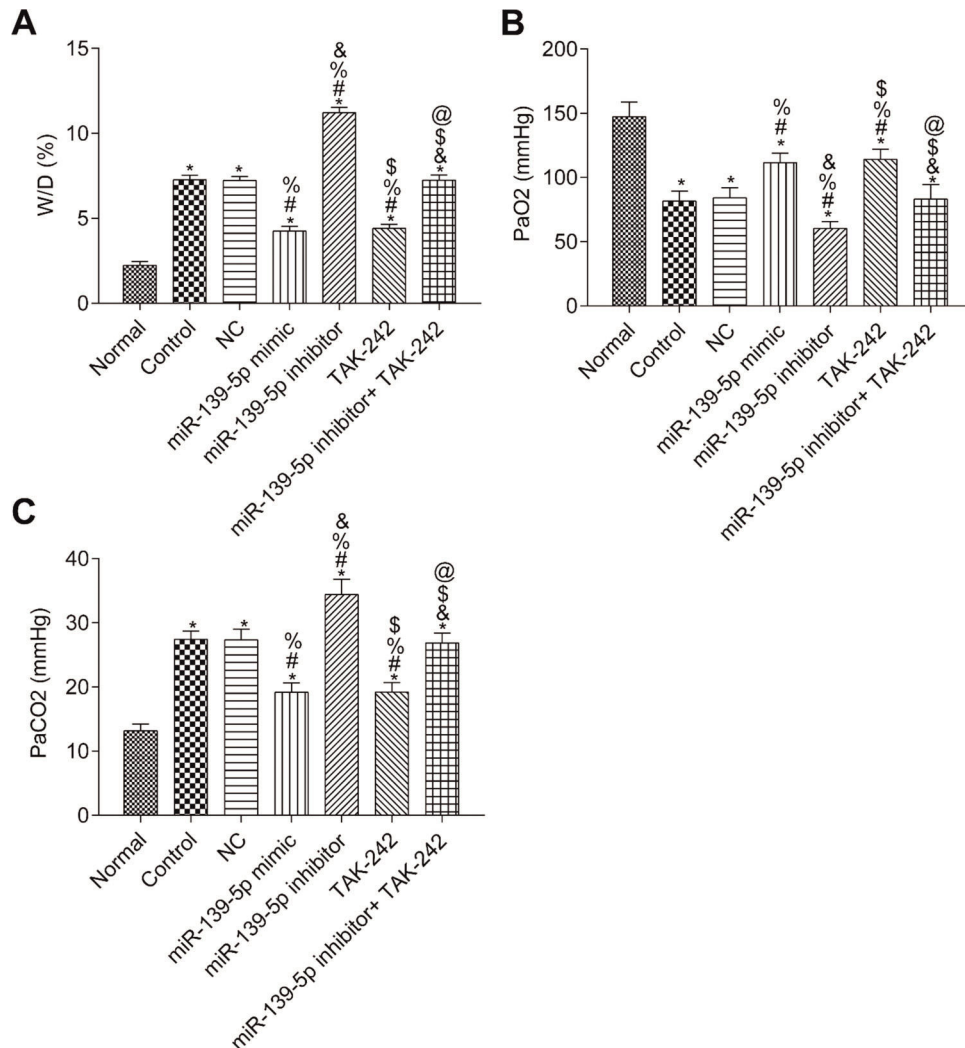 A
W/D (%)
15
10
5
0
*
*
%
#
*
&
%
#
*
$
%
#
*
@
$
&
*
Normal
Control
NC
miR-139-5p mimic
miR-139-5p inhibitor
TAK-242
miR-139-5p inhibitor+ TAK-242
B
PaO2 (mmHg)
200
150
100
50
0
*
*
%
#
*
&
%
#
*
$
%
#
*
@
$
&
*
Normal
Control
NC
miR-139-5p mimic
miR-139-5p inhibitor
TAK-242
miR-139-5p inhibitor+ TAK-242
C
PaCO2 (mmHg)
40
30
20
10
0
*
*
%
#
*
&
%
#
*
$
%
#
*
@
$
&
*
Normal
Control
NC
miR-139-5p mimic
miR-139-5p inhibitor
TAK-242
miR-139-5p inhibitor+ TAK-242